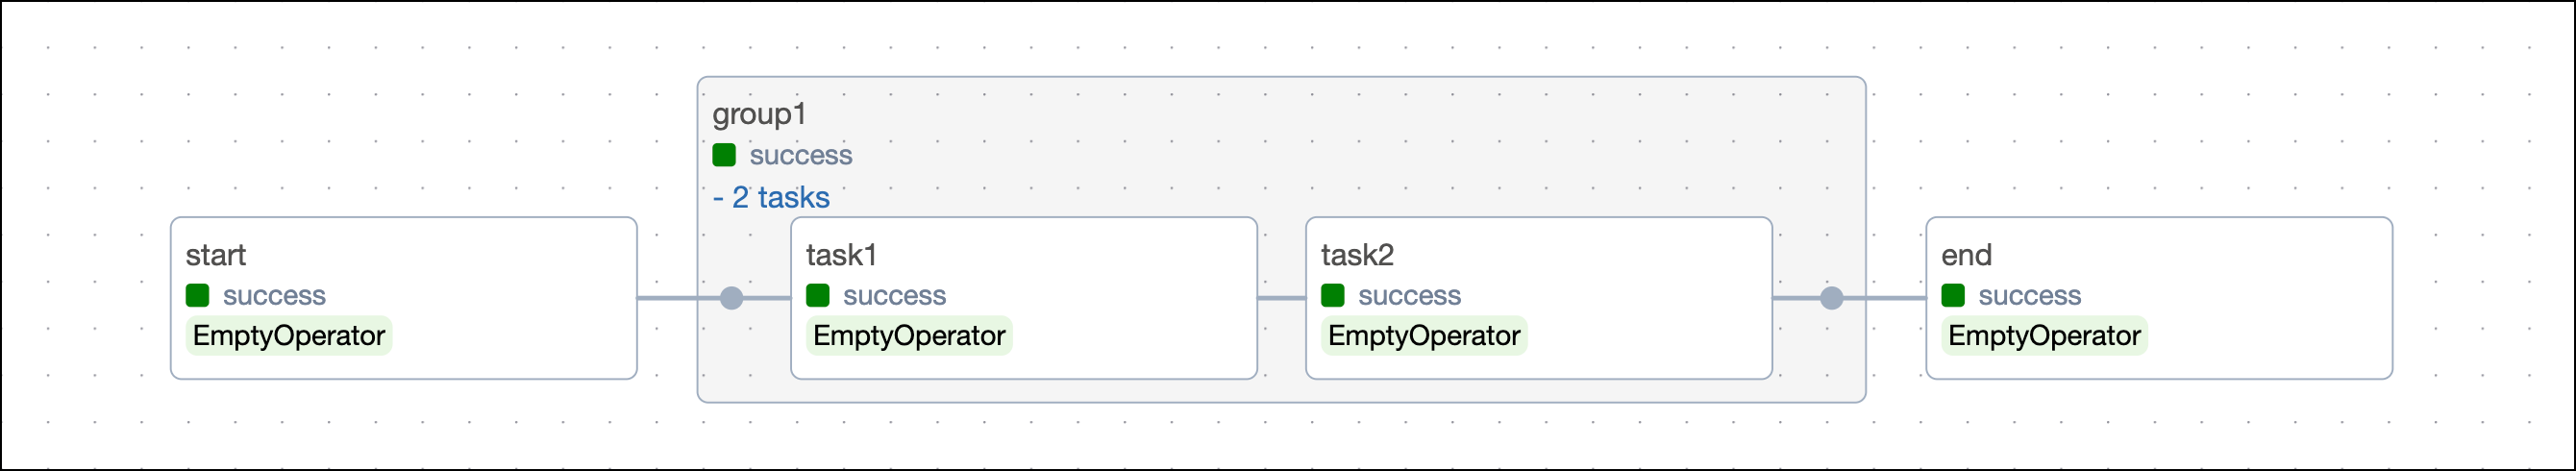 group1
success
- 2 tasks
start
success
EmptyOperator
task1
success
EmptyOperator
task2
success
EmptyOperator
end
success
EmptyOperator